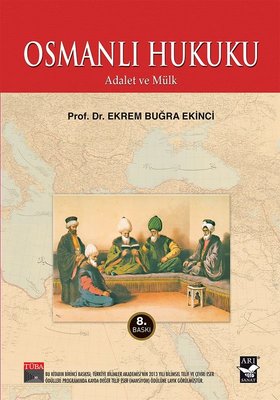 OSMANLI HUKUKU
Adalet ve Mülk
Prof. Dr. EKREM BUĞRA EKİNCİ
8.
BASKI
TÜBA
BU KİTABIN BİRİNCİ BASKISI, TÜRKİYE BİLİMLER AKADEMİSİ'NİN 2013 YILI BİLİMSEL TELİF VE ÇEVİRİ ESER
ÖDÜLLERİ PROGRAMINDA KAYDA DEĞER TELİF ESER (MANSİYON) ÖDÜLÜNE LAYIK GÖRÜLMÜŞTÜR.
ARI
SANAT